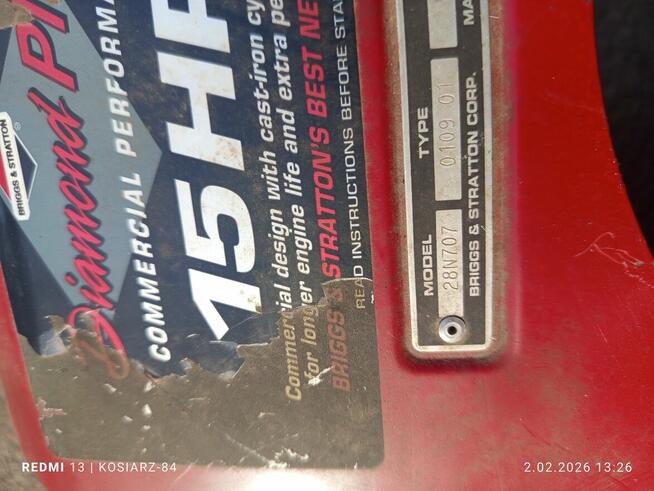 Diamond Pl
COMMERCIAL PERFORMA
15HP
Commercial design with cast-iron cy
for longer engine life and extra pe
BRIGGS & STRATTON'S BEST NE
READ INSTRUCTIONS BEFORE STA
BRIGGS & STRATTON
MODEL TYPE MA
28N707 0109 01
BRIGGS & STRATTON CORP.
REDMI 13 | KOSIARZ-84
2.02.2026 13:26